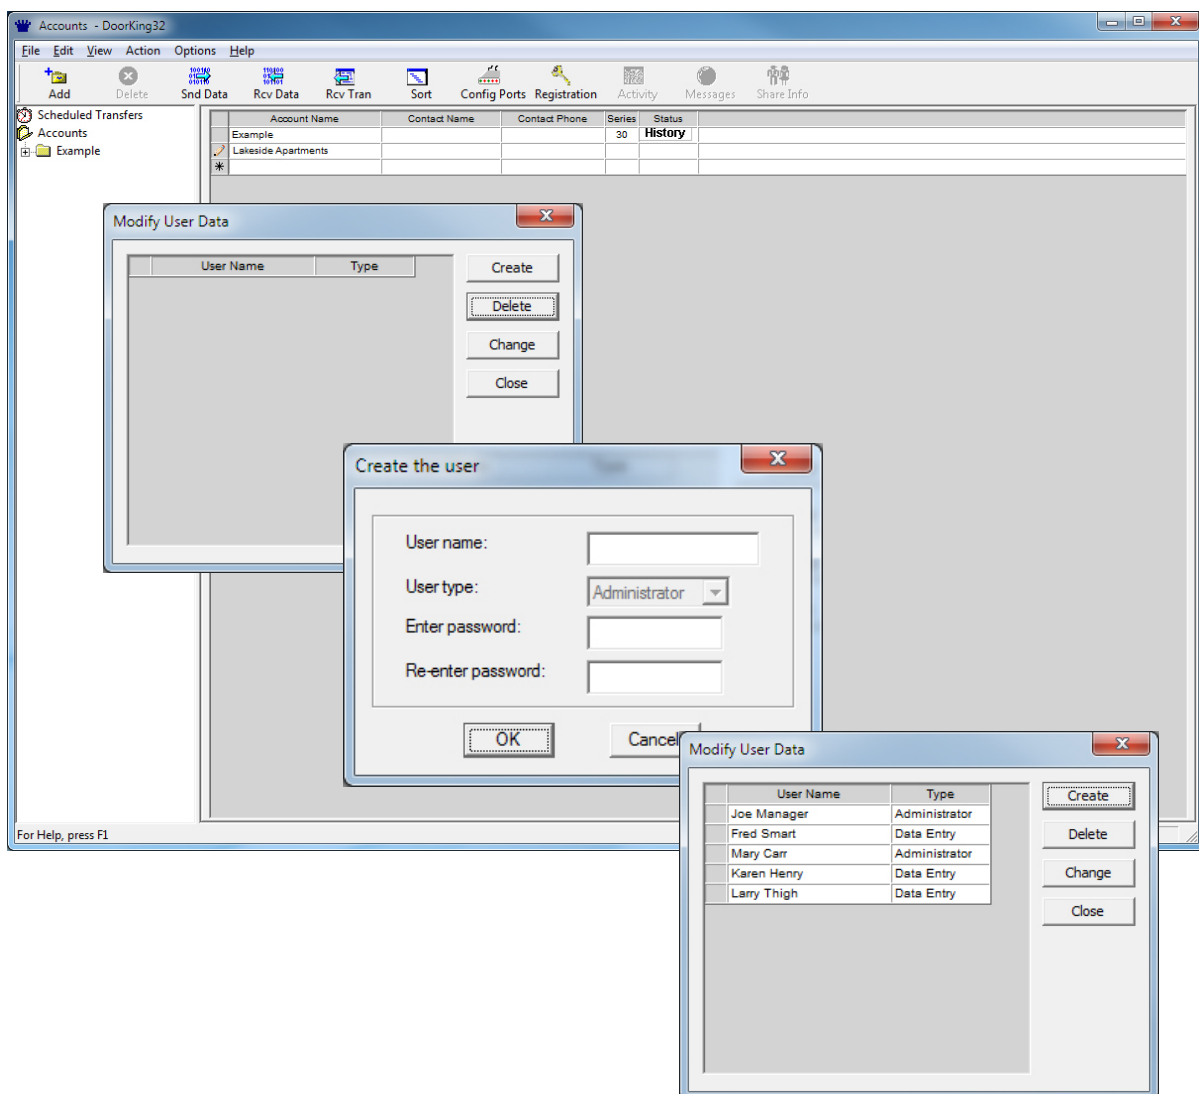 Accounts - DoorKing32
File Edit View Action Options Help
Add Delete Snd Data Rcv Data Rcv Tran Sort Config Ports Registration Activity Messages Share Info
Scheduled Transfers
Accounts
Example
Account Name Contact Name Contact Phone Series Status
Example 30 History
Lakeside Apartments
Modify User Data
User Name Type
Create
Delete
Change
Close
Create the user
User name:
User type: Administrator
Enter password:
Re-enter password:
OK Cancel
For Help, press F1
Modify User Data
User Name Type
Joe Manager Administrator
Fred Smart Data Entry
Mary Carr Administrator
Karen Henry Data Entry
Larry Thigh Data Entry
Create
Delete
Change
Close